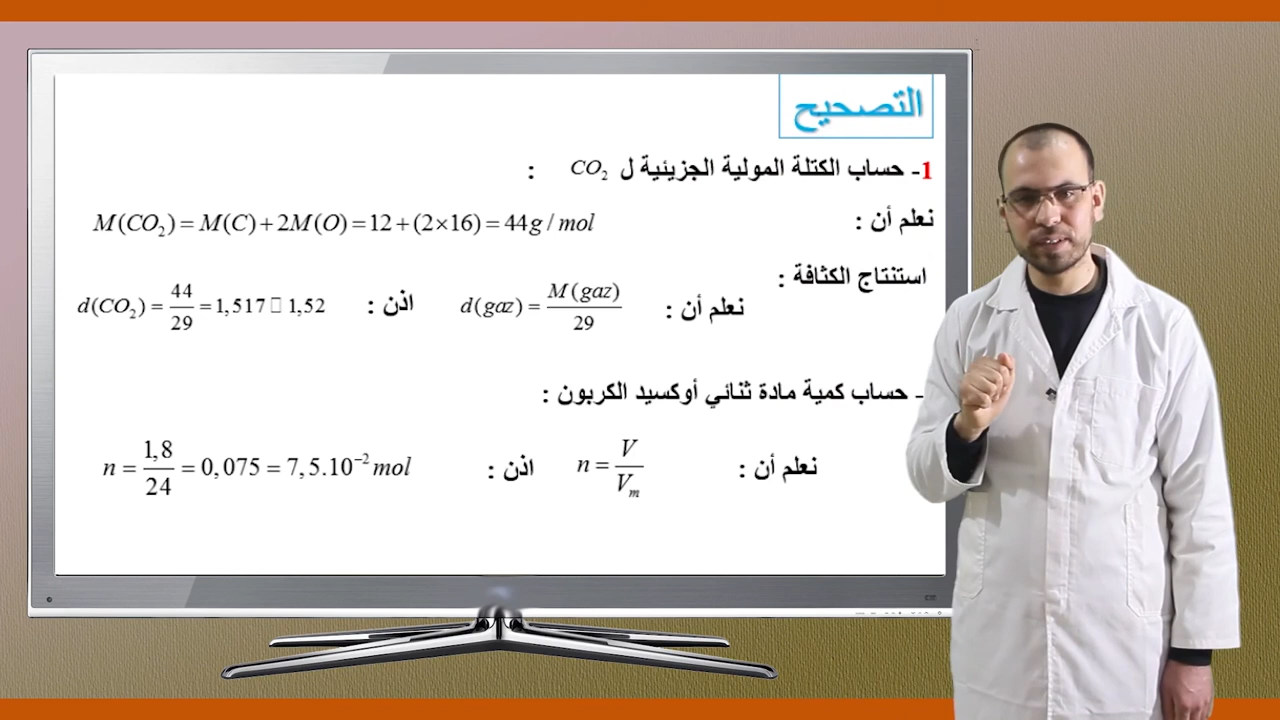 التصحيح
1- حساب الكتلة المولية الجزيئية ل CO₂ :
نعلم أن : M(CO₂) = M(C) + 2M(O) = 12 + (2×16) = 44g / mol
استنتاج الكثافة :
نعلم أن : d(gaz) = M(gaz)/29 اذن : d(CO₂) = 44/29 = 1,517 □ 1,52
- حساب كمية مادة ثنائي أوكسيد الكربون :
نعلم أن : n = V/Vₘ اذن : n = 1,8/24 = 0,075 = 7,5.10⁻² mol